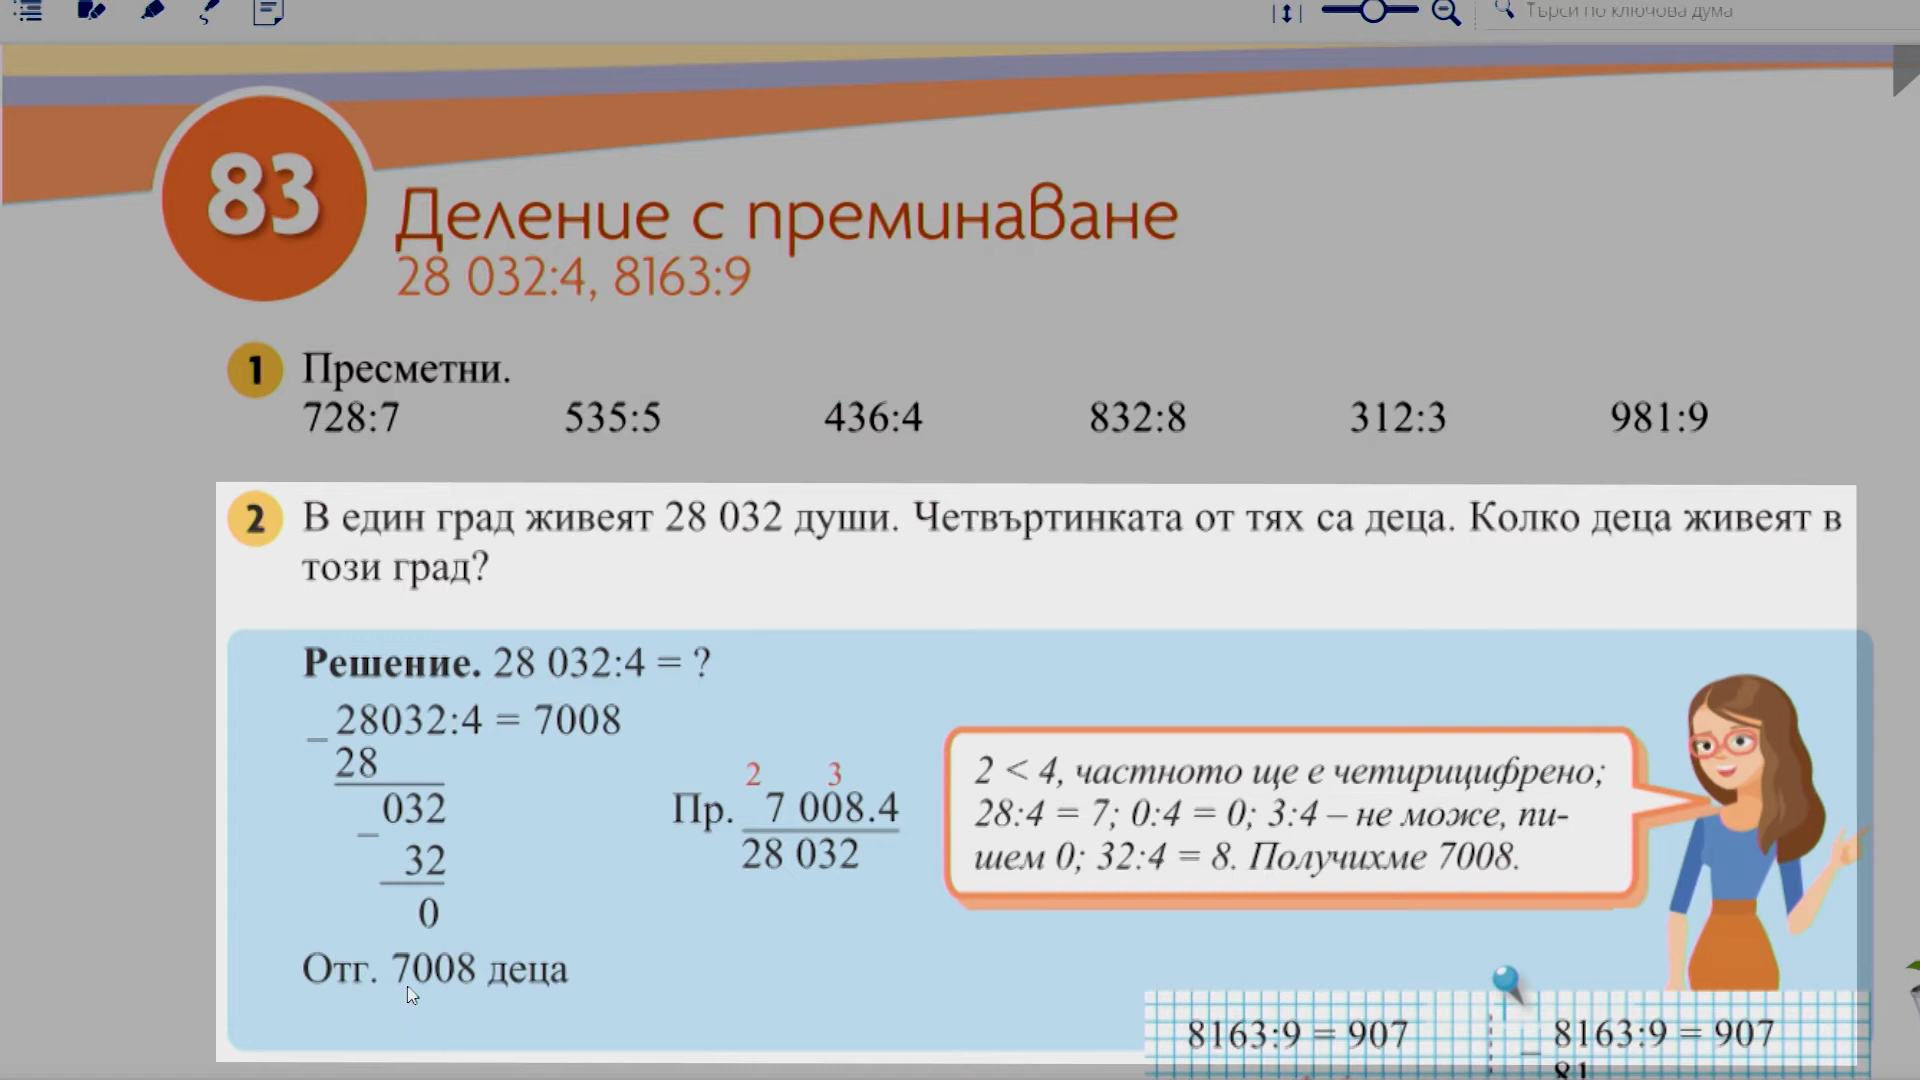 Търси по ключова дума
83
Деление с преминаване
28 032:4, 8163:9
1 Пресметни.
728:7 535:5 436:4 832:8 312:3 981:9
2 В един град живеят 28 032 души. Четвъртинката от тях са деца. Колко деца живеят в
този град?
Решение. 28 032:4 = ?
_ 28032:4 = 7008
28
_ 032
32
0
Отг. 7008 деца
2 3
Пр. 7 008.4
28 032
2 < 4, частното ще е четирицифрено;
28:4 = 7; 0:4 = 0; 3:4 – не може, пи-
шем 0; 32:4 = 8. Получихме 7008.
8163:9 = 907
_ 8163:9 = 907
81